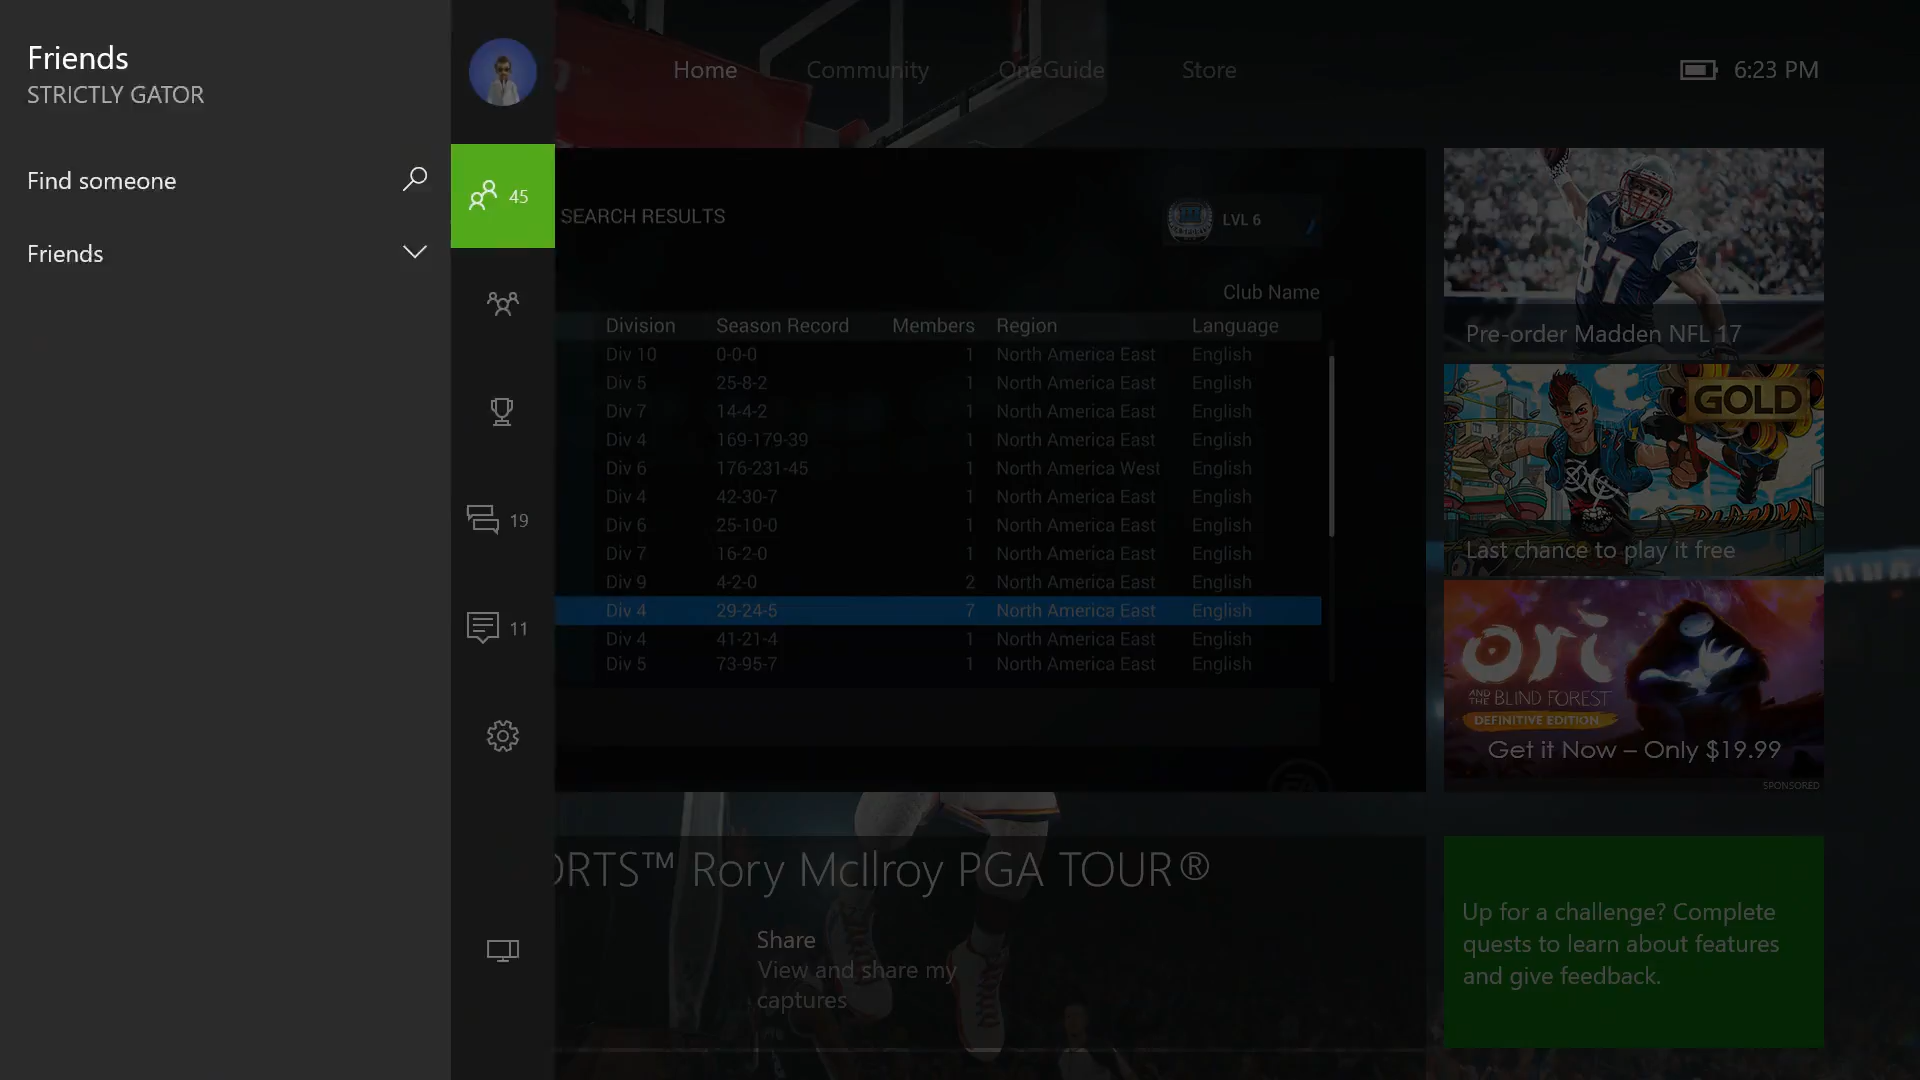 Friends
STRICTLY GATOR
Find someone
Friends
45
19
11
Home Community OneGuide Store
6:23 PM
SEARCH RESULTS
LVL 6
Club Name
Division Season Record Members Region Language
Div 10 0-0-0 1 North America East English
Div 5 25-8-2 1 North America East English
Div 7 14-4-2 1 North America East English
Div 4 169-179-39 1 North America East English
Div 6 176-231-45 1 North America West English
Div 4 42-30-7 1 North America East English
Div 6 25-10-0 1 North America East English
Div 7 16-2-0 1 North America East English
Div 9 4-2-0 2 North America East English
Div 4 29-24-5 7 North America East English
Div 4 41-21-4 1 North America East English
Div 5 73-95-7 1 North America East English
87
Pre-order Madden NFL 17
GOLD
Last chance to play it free
ori
AND THE BLIND FOREST
DEFINITIVE EDITION
Get it Now – Only $19.99
SPONSORED
ORTS™ Rory McIlroy PGA TOUR®
Share
View and share my
captures
Up for a challenge? Complete
quests to learn about features
and give feedback.